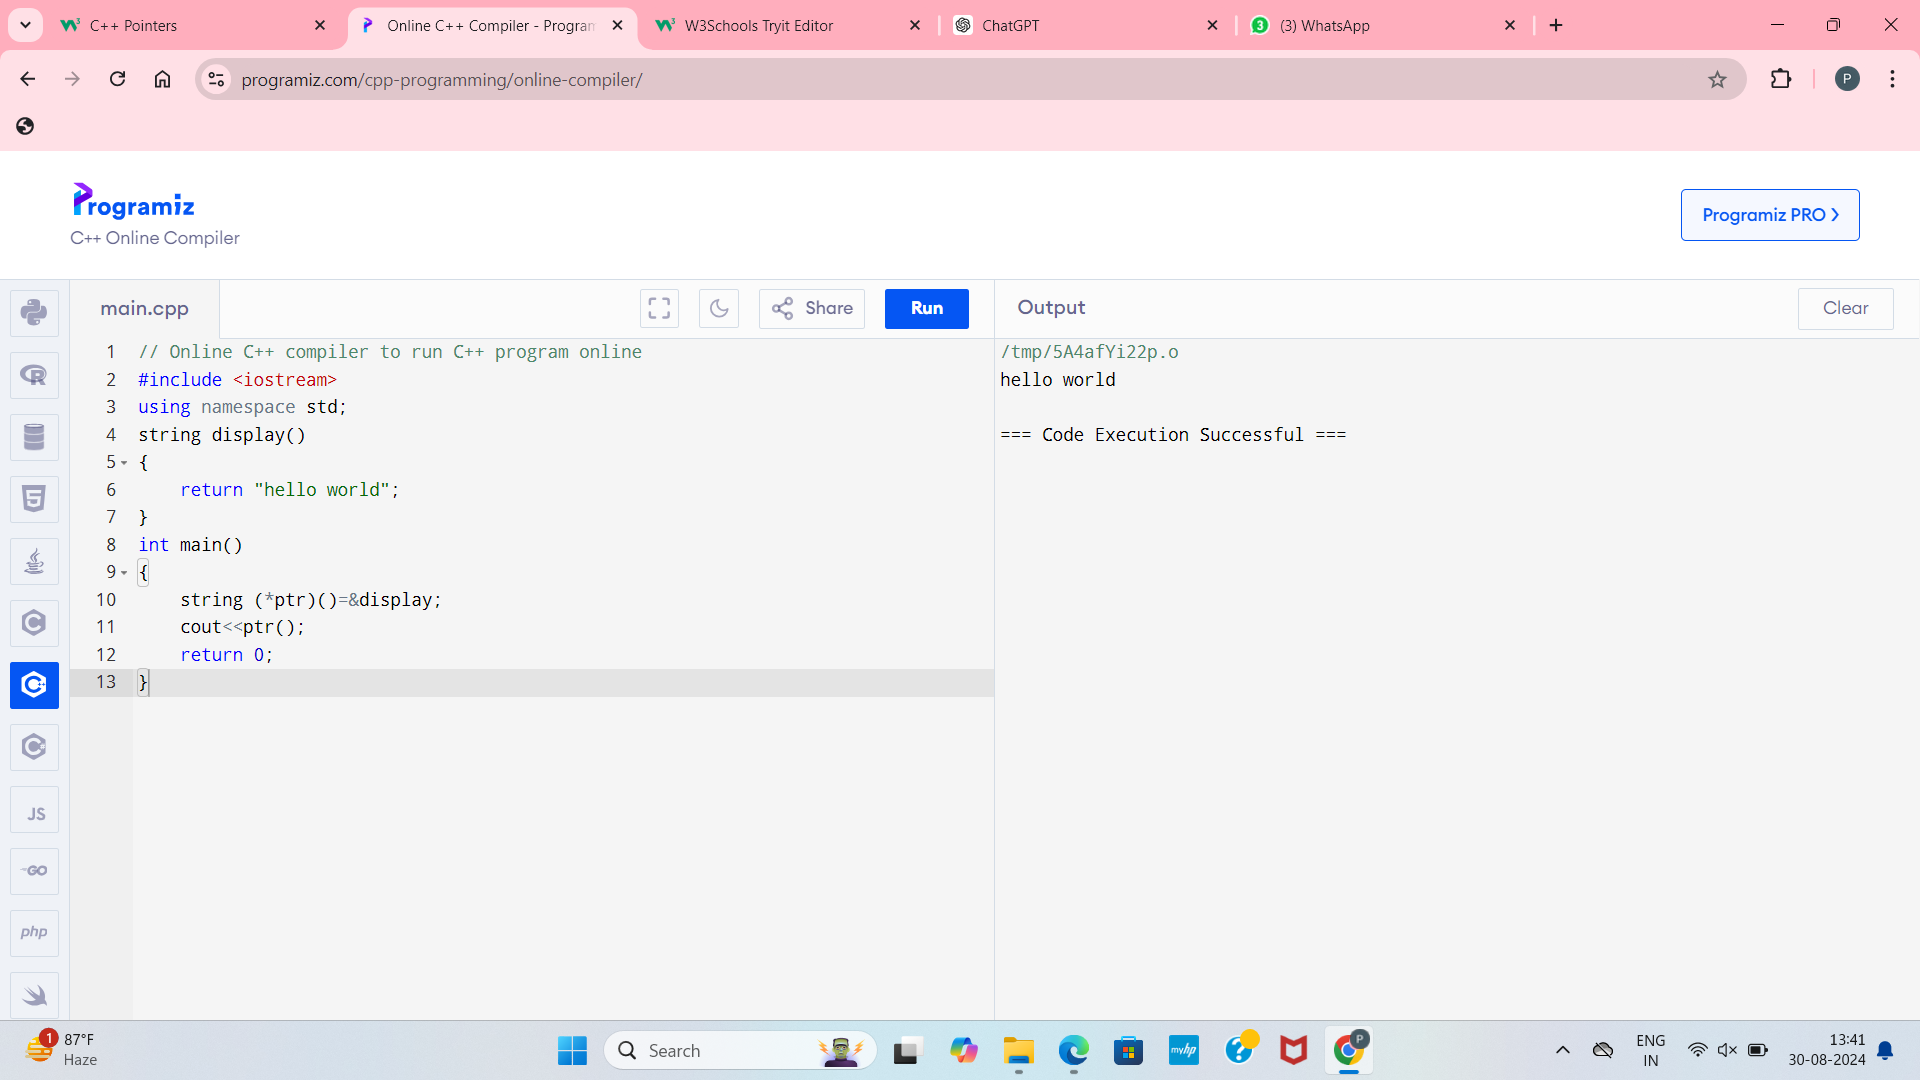 C++ Pointers
Online C++ Compiler - Program
W3Schools Tryit Editor
ChatGPT
3
(3) WhatsApp
programiz.com/cpp-programming/online-compiler/
P
Programiz
C++ Online Compiler
Programiz PRO >
main.cpp
Share
Run
Output
Clear
1 // Online C++ compiler to run C++ program online
2 #include <iostream>
3 using namespace std;
4 string display()
5 {
6 return "hello world";
7 }
8 int main()
9 {
10 string (*ptr)()=&display;
11 cout<<ptr();
12 return 0;
13 }
/tmp/5A4afYi22p.o
hello world
=== Code Execution Successful ===
R
5
C
C++
C#
JS
GO
php
1
87°F
Haze
Search
myhp
?
P
ENG
IN
13:41
30-08-2024